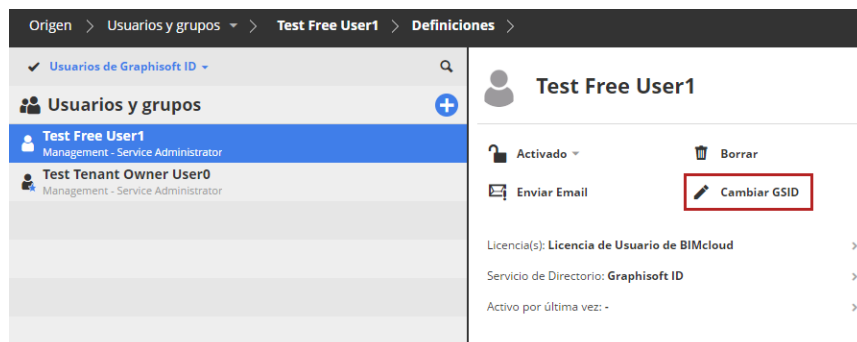 Origen > Usuarios y grupos > Test Free User1 > Definiciones >
Usuarios de Graphisoft ID
Usuarios y grupos
Test Free User1
Management - Service Administrator
Test Tenant Owner User0
Management - Service Administrator
Test Free User1
Activado
Borrar
Enviar Email
Cambiar GSID
Licencia(s): Licencia de Usuario de BIMcloud
Servicio de Directorio: Graphisoft ID
Activo por última vez: -